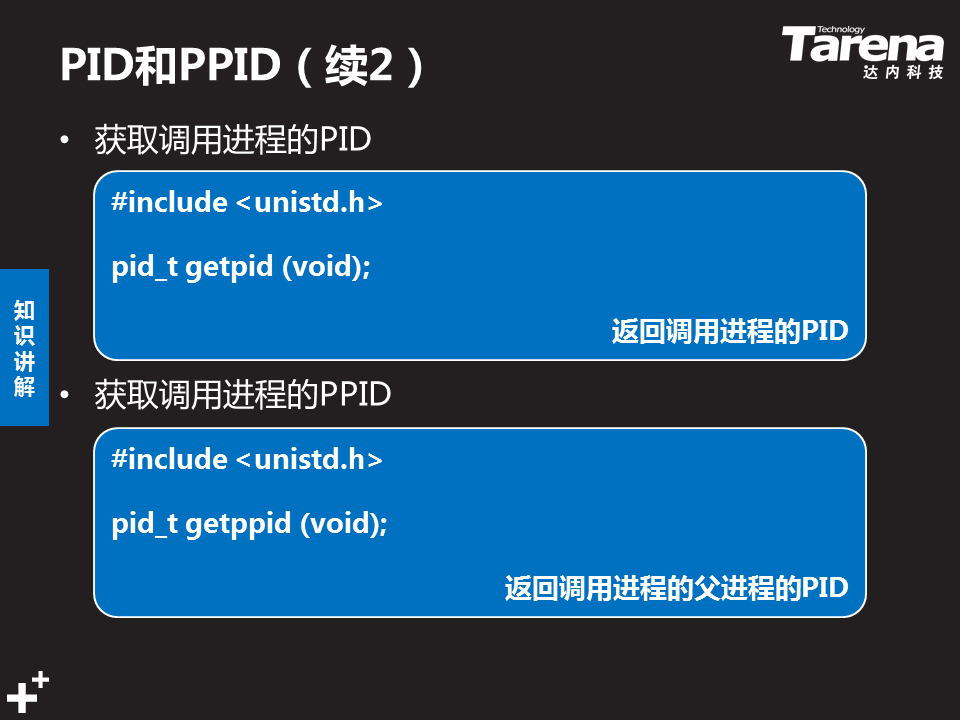 PID和PPID（续2）
Technology
Tarena
达内科技
• 获取调用进程的PID
#include <unistd.h>
pid_t getpid (void);
返回调用进程的PID
知识讲解
• 获取调用进程的PPID
#include <unistd.h>
pid_t getppid (void);
返回调用进程的父进程的PID